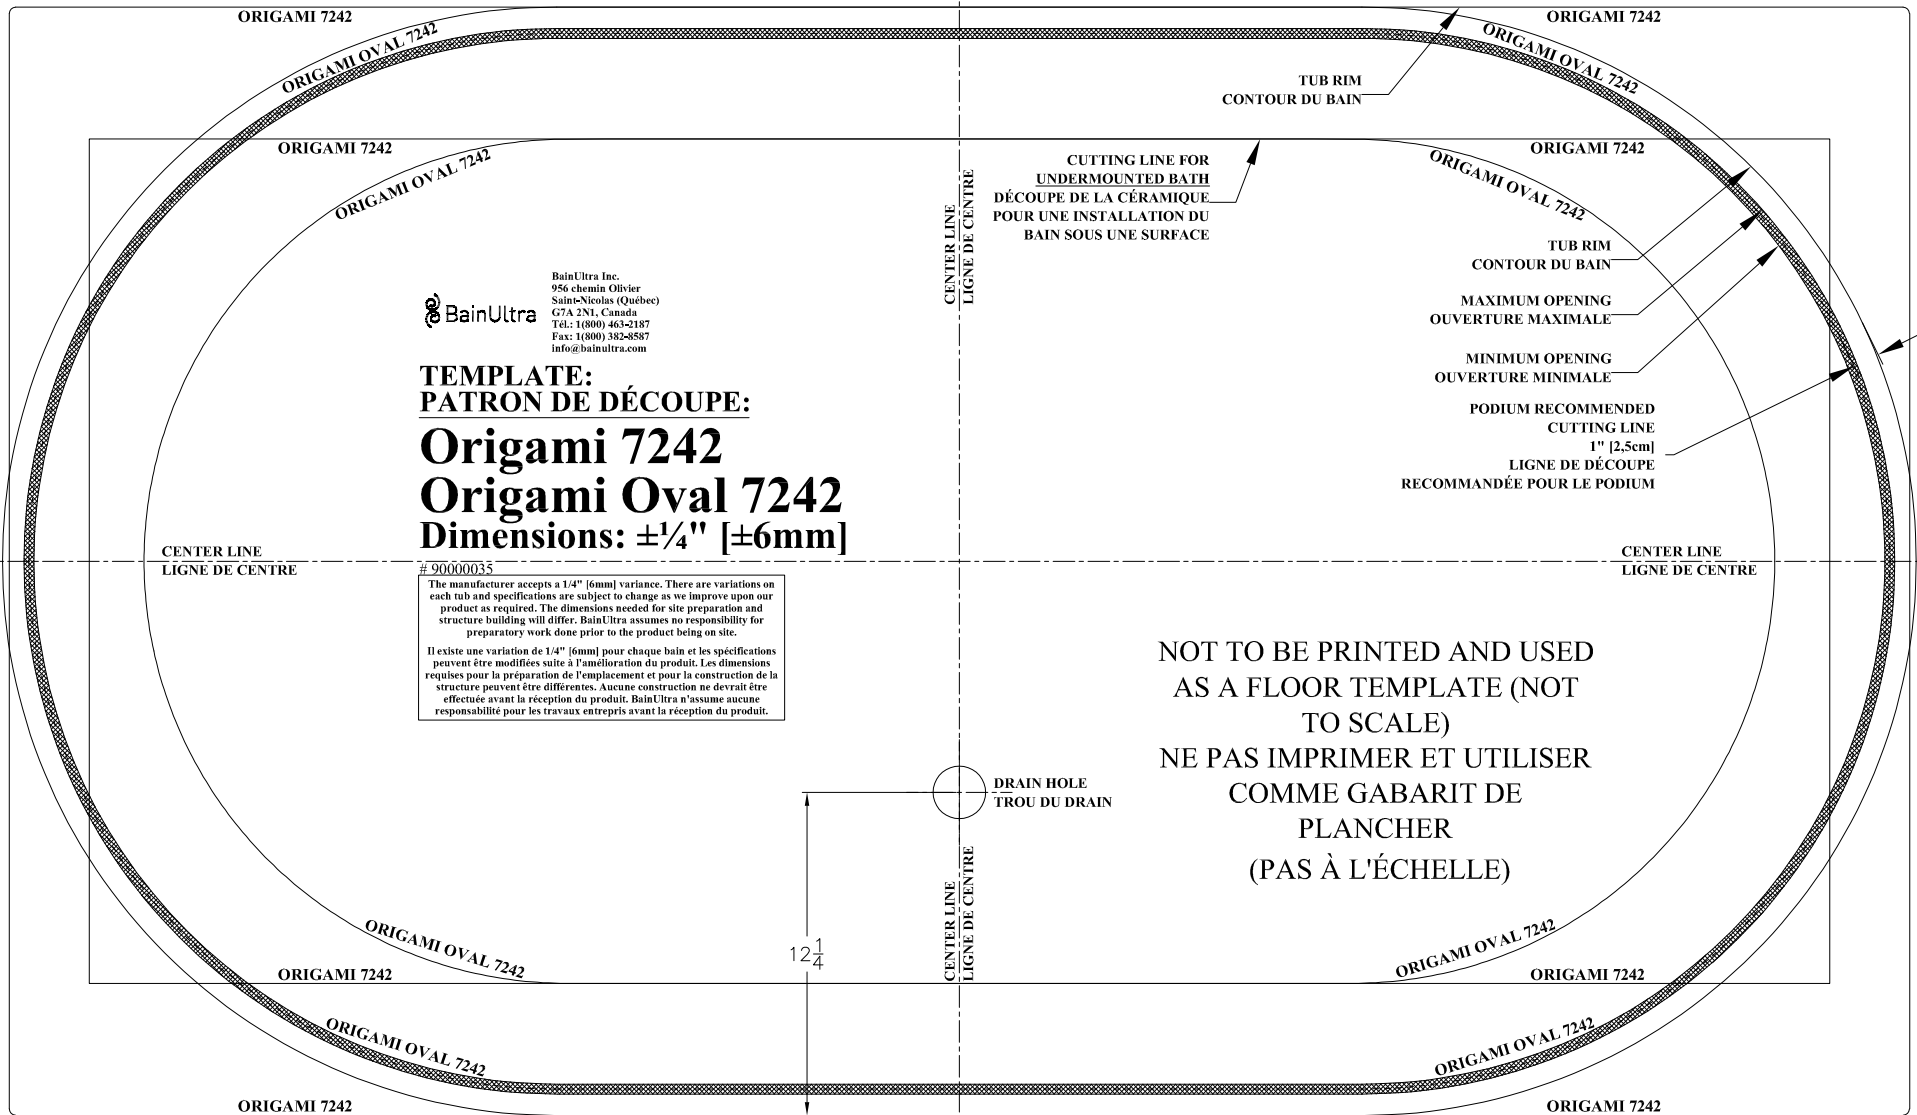 ORIGAMI 7242
ORIGAMI 7242
ORIGAMI OVAL 7242
ORIGAMI OVAL 7242
TUB RIM
CONTOUR DU BAIN
ORIGAMI 7242
ORIGAMI 7242
ORIGAMI OVAL 7242
ORIGAMI OVAL 7242
CUTTING LINE FOR
UNDERMOUNTED BATH
DÉCOUPE DE LA CÉRAMIQUE
POUR UNE INSTALLATION DU
BAIN SOUS UNE SURFACE
CENTER LINE
LIGNE DE CENTRE
TUB RIM
CONTOUR DU BAIN
MAXIMUM OPENING
OUVERTURE MAXIMALE
MINIMUM OPENING
OUVERTURE MINIMALE
PODIUM RECOMMENDED
CUTTING LINE
1" [2,5cm]
LIGNE DE DÉCOUPE
RECOMMANDÉE POUR LE PODIUM
BainUltra
BainUltra Inc.
956 chemin Olivier
Saint-Nicolas (Québec)
G7A 2N1, Canada
Tél.: 1(800) 463-2187
Fax: 1(800) 382-8587
info@bainultra.com
TEMPLATE:
PATRON DE DÉCOUPE:
Origami 7242
Origami Oval 7242
Dimensions: ±¼" [±6mm]
CENTER LINE
LIGNE DE CENTRE
CENTER LINE
LIGNE DE CENTRE
# 90000035
The manufacturer accepts a 1/4" [6mm] variance. There are variations on
each tub and specifications are subject to change as we improve upon our
product as required. The dimensions needed for site preparation and
structure building will differ. BainUltra assumes no responsibility for
preparatory work done prior to the product being on site.
Il existe une variation de 1/4" [6mm] pour chaque bain et les spécifications
peuvent être modifiées suite à l'amélioration du produit. Les dimensions
requises pour la préparation de l'emplacement et pour la construction de la
structure peuvent être différentes. Aucune construction ne devrait être
effectuée avant la réception du produit. BainUltra n'assume aucune
responsabilité pour les travaux entrepris avant la réception du produit.
NOT TO BE PRINTED AND USED
AS A FLOOR TEMPLATE (NOT
TO SCALE)
NE PAS IMPRIMER ET UTILISER
COMME GABARIT DE
PLANCHER
(PAS À L'ÉCHELLE)
DRAIN HOLE
TROU DU DRAIN
12 1/4
CENTER LINE
LIGNE DE CENTRE
ORIGAMI OVAL 7242
ORIGAMI OVAL 7242
ORIGAMI 7242
ORIGAMI 7242
ORIGAMI OVAL 7242
ORIGAMI OVAL 7242
ORIGAMI 7242
ORIGAMI 7242